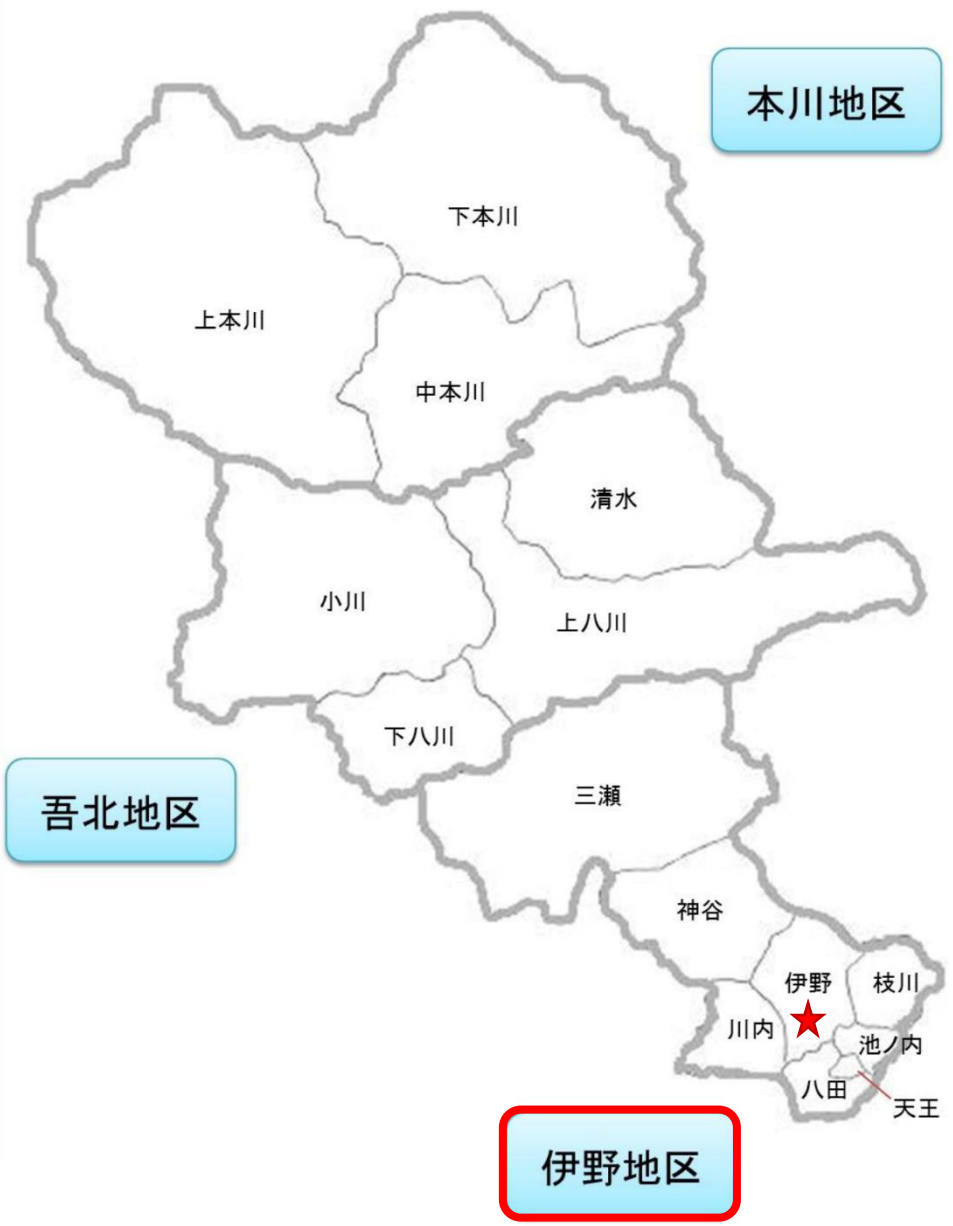 本川地区
下本川
上本川
中本川
清水
小川
上八川
下八川
吾北地区
三瀬
神谷
伊野
枝川
川内
池ノ内
八田
天王
伊野地区